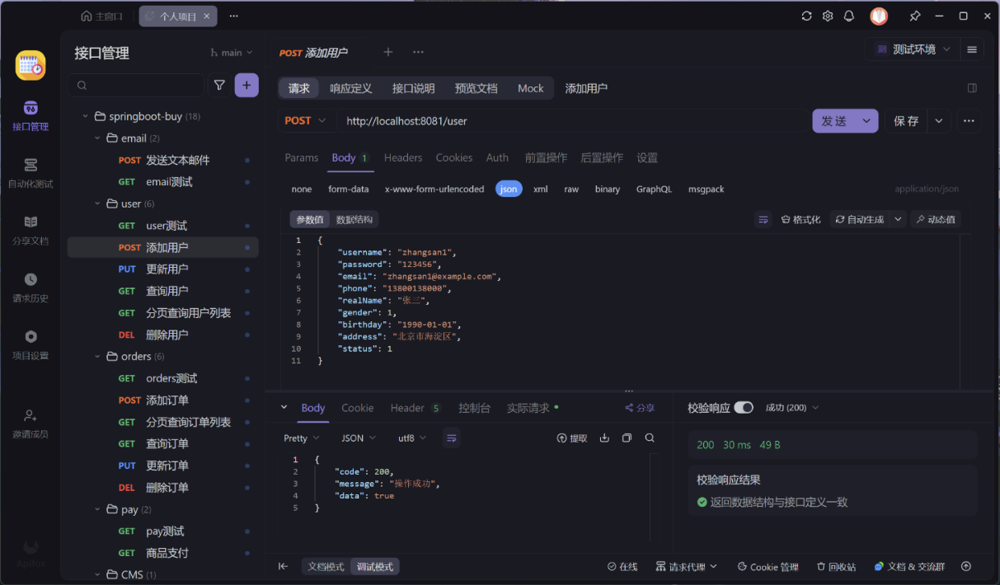 主窗口
个人项目
接口管理
自动化测试
分享文档
请求历史
项目设置
邀请成员
Apifox
接口管理
main
springboot-buy (18)
email (2)
POST 发送文本邮件
GET email测试
user (6)
GET user测试
POST 添加用户
PUT 更新用户
GET 查询用户
GET 分页查询用户列表
DEL 删除用户
orders (6)
GET orders测试
POST 添加订单
GET 分页查询订单列表
GET 查询订单
PUT 更新订单
DEL 删除订单
pay (2)
GET pay测试
GET 商品支付
CMS (1)
POST 添加用户
测 测试环境
请求 响应定义 接口说明 预览文档 Mock 添加用户
POST http://localhost:8081/user 发送 保存
Params Body 1 Headers Cookies Auth 前置操作 后置操作 设置
none form-data x-www-form-urlencoded json xml raw binary GraphQL msgpack application/json
参数值 数据结构 格式化 自动生成 动态值
1 {
2 "username": "zhangsan1",
3 "password": "123456",
4 "email": "zhangsan1@example.com",
5 "phone": "13800138000",
6 "realName": "张三",
7 "gender": 1,
8 "birthday": "1990-01-01",
9 "address": "北京市海淀区",
10 "status": 1
11 }
Body Cookie Header 5 控制台 实际请求 分享
Pretty JSON utf8 提取
1 {
2 "code": 200,
3 "message": "操作成功",
4 "data": true
5 }
校验响应 成功 (200)
200 30 ms 49 B
校验响应结果
返回数据结构与接口定义一致
文档模式 调试模式 在线 请求代理 Cookie 管理 回收站 文档 & 交流群